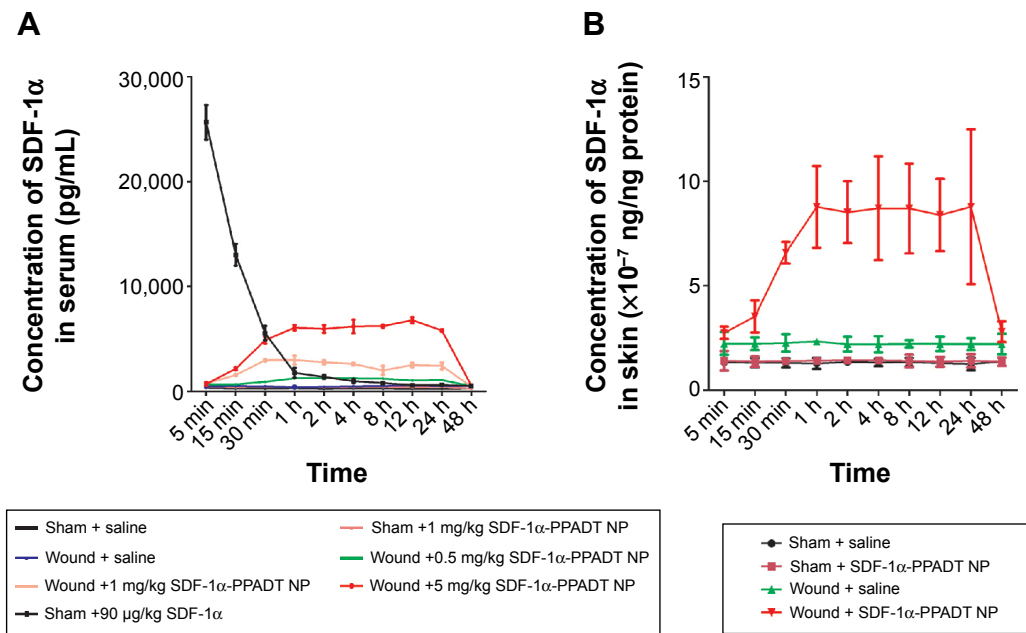 A
Concentration of SDF-1α
in serum (pg/mL)
30,000
20,000
10,000
0
5 min
15 min
30 min
1 h
2 h
4 h
8 h
12 h
24 h
48 h
Time
Sham + saline
Wound + saline
Wound +1 mg/kg SDF-1α-PPADT NP
Sham +90 µg/kg SDF-1α
Sham +1 mg/kg SDF-1α-PPADT NP
Wound +0.5 mg/kg SDF-1α-PPADT NP
Wound +5 mg/kg SDF-1α-PPADT NP
B
Concentration of SDF-1α
in skin (×10⁻⁷ ng/ng protein)
15
10
5
0
5 min
15 min
30 min
1 h
2 h
4 h
8 h
12 h
24 h
48 h
Time
Sham + saline
Sham + SDF-1α-PPADT NP
Wound + saline
Wound + SDF-1α-PPADT NP